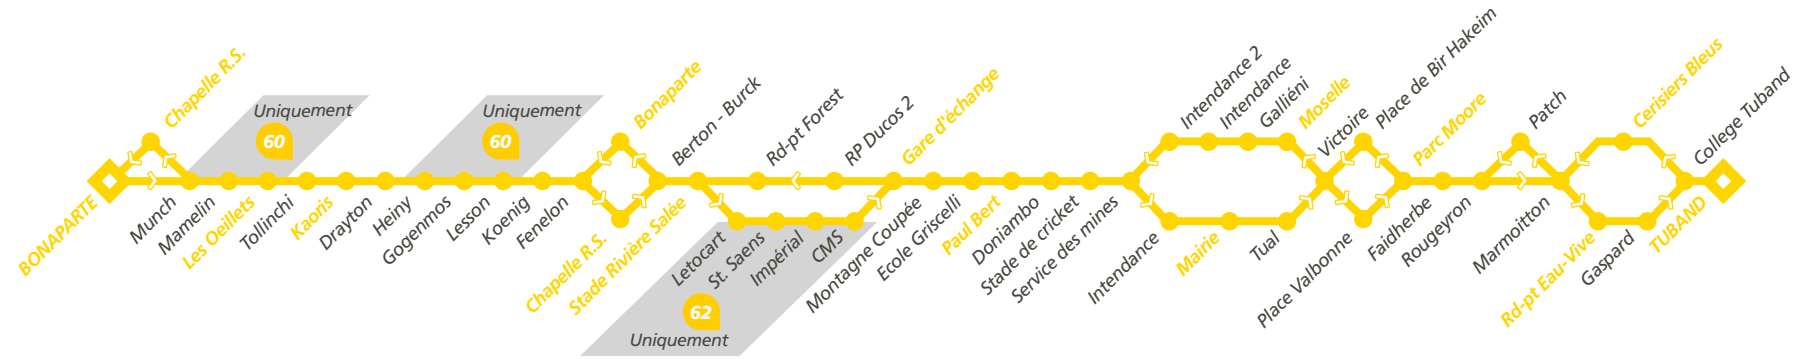 BONAPARTE
Chapelle R.S.
Munch
Mamelin
Uniquement
60
Les Oeillets
Tollinchi
Kaoris
Drayton
Heiny
Gogenmos
Uniquement
60
Lesson
Koenig
Fenelon
Bonaparte
Chapelle R.S.
Stade Rivière Salée
Berton - Burck
Rd-pt Forest
RP Ducos 2
Letocart
St. Saens
Impérial
CMS
62
Uniquement
Gare d'échange
Montagne Coupée
Ecole Griscelli
Paul Bert
Doniambo
Stade de cricket
Service des mines
Intendance 2
Intendance
Galliéni
Moselle
Intendance
Mairie
Tual
Victoire
Place de Bir Hakeim
Place Valbonne
Parc Moore
Faidherbe
Rougeyron
Patch
Marmoitton
Cerisiers Bleus
Rd-pt Eau-Vive
Gaspard
College Tuband
TUBAND